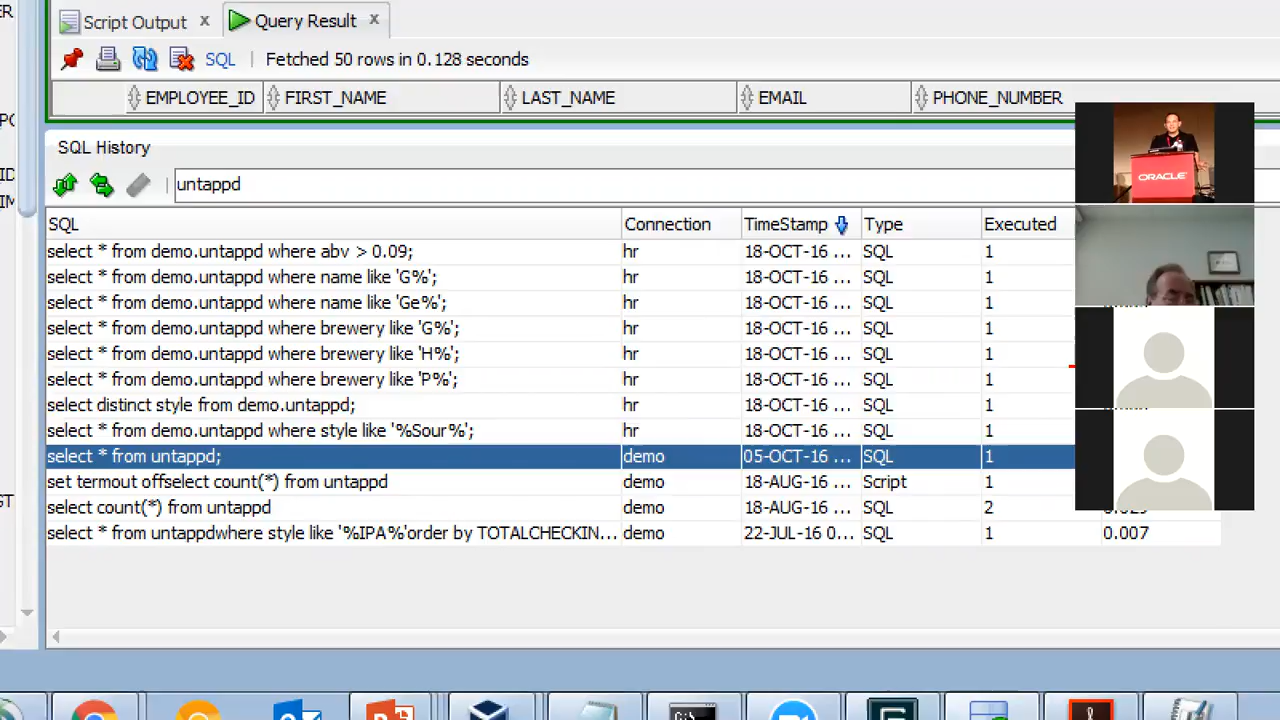 ER
Script Output x Query Result x
SQL Fetched 50 rows in 0.128 seconds
EMPLOYEE_ID FIRST_NAME LAST_NAME EMAIL PHONE_NUMBER
SQL History
untappd
SQL Connection TimeStamp Type Executed
select * from demo.untappd where abv > 0.09; hr 18-OCT-16 ... SQL 1
select * from demo.untappd where name like 'G%'; hr 18-OCT-16 ... SQL 1
select * from demo.untappd where name like 'Ge%'; hr 18-OCT-16 ... SQL 1
select * from demo.untappd where brewery like 'G%'; hr 18-OCT-16 ... SQL 1
select * from demo.untappd where brewery like 'H%'; hr 18-OCT-16 ... SQL 1
select * from demo.untappd where brewery like 'P%'; hr 18-OCT-16 ... SQL 1
select distinct style from demo.untappd; hr 18-OCT-16 ... SQL 1
select * from demo.untappd where style like '%Sour%'; hr 18-OCT-16 ... SQL 1
select * from untappd; demo 05-OCT-16 ... SQL 1
set termout offselect count(*) from untappd demo 18-AUG-16 ... Script 1
select count(*) from untappd demo 18-AUG-16 ... SQL 2
select * from untappdwhere style like '%IPA%'order by TOTALCHECKIN... demo 22-JUL-16 0... SQL 1 0.007
ORACLE